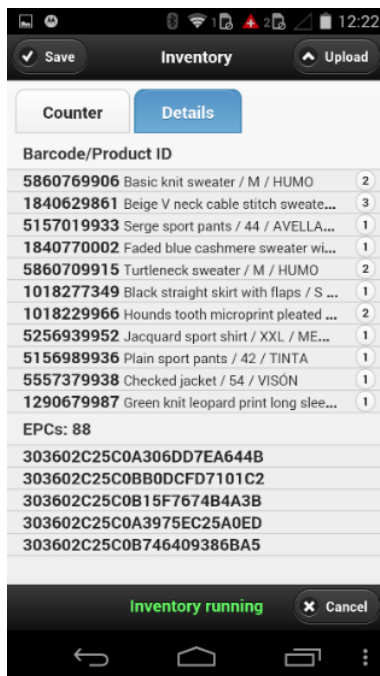 1 2 12:22
Save Inventory Upload
Counter Details
Barcode/Product ID
5860769906 Basic knit sweater / M / HUMO 2
1840629861 Beige V neck cable stitch sweate... 3
5157019933 Serge sport pants / 44 / AVELLA... 1
1840770002 Faded blue cashmere sweater wi... 1
5860709915 Turtleneck sweater / M / HUMO 2
1018277349 Black straight skirt with flaps / S ... 1
1018229966 Hounds tooth microprint pleated ... 2
5256939952 Jacquard sport shirt / XXL / ME... 1
5156989936 Plain sport pants / 42 / TINTA 1
5557379938 Checked jacket / 54 / VISÓN 1
1290679987 Green knit leopard print long slee... 1
EPCs: 88
303602C25C0A306DD7EA644B
303602C25C0BB0DCFD7101C2
303602C25C0B15F7674B4A3B
303602C25C0A3975EC25A0ED
303602C25C0B746409386BA5
Inventory running Cancel